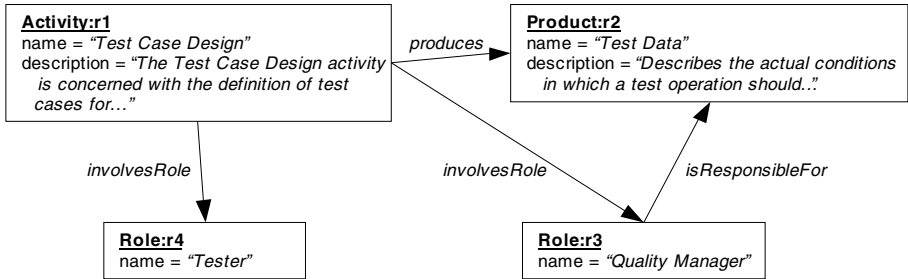 Activity:r1
name = “Test Case Design”
description = “The Test Case Design activity
is concerned with the definition of test
cases for…”
produces
Product:r2
name = “Test Data”
description = “Describes the actual conditions
in which a test operation should..”.
involvesRole
involvesRole
isResponsibleFor
Role:r4
name = “Tester”
Role:r3
name = “Quality Manager”